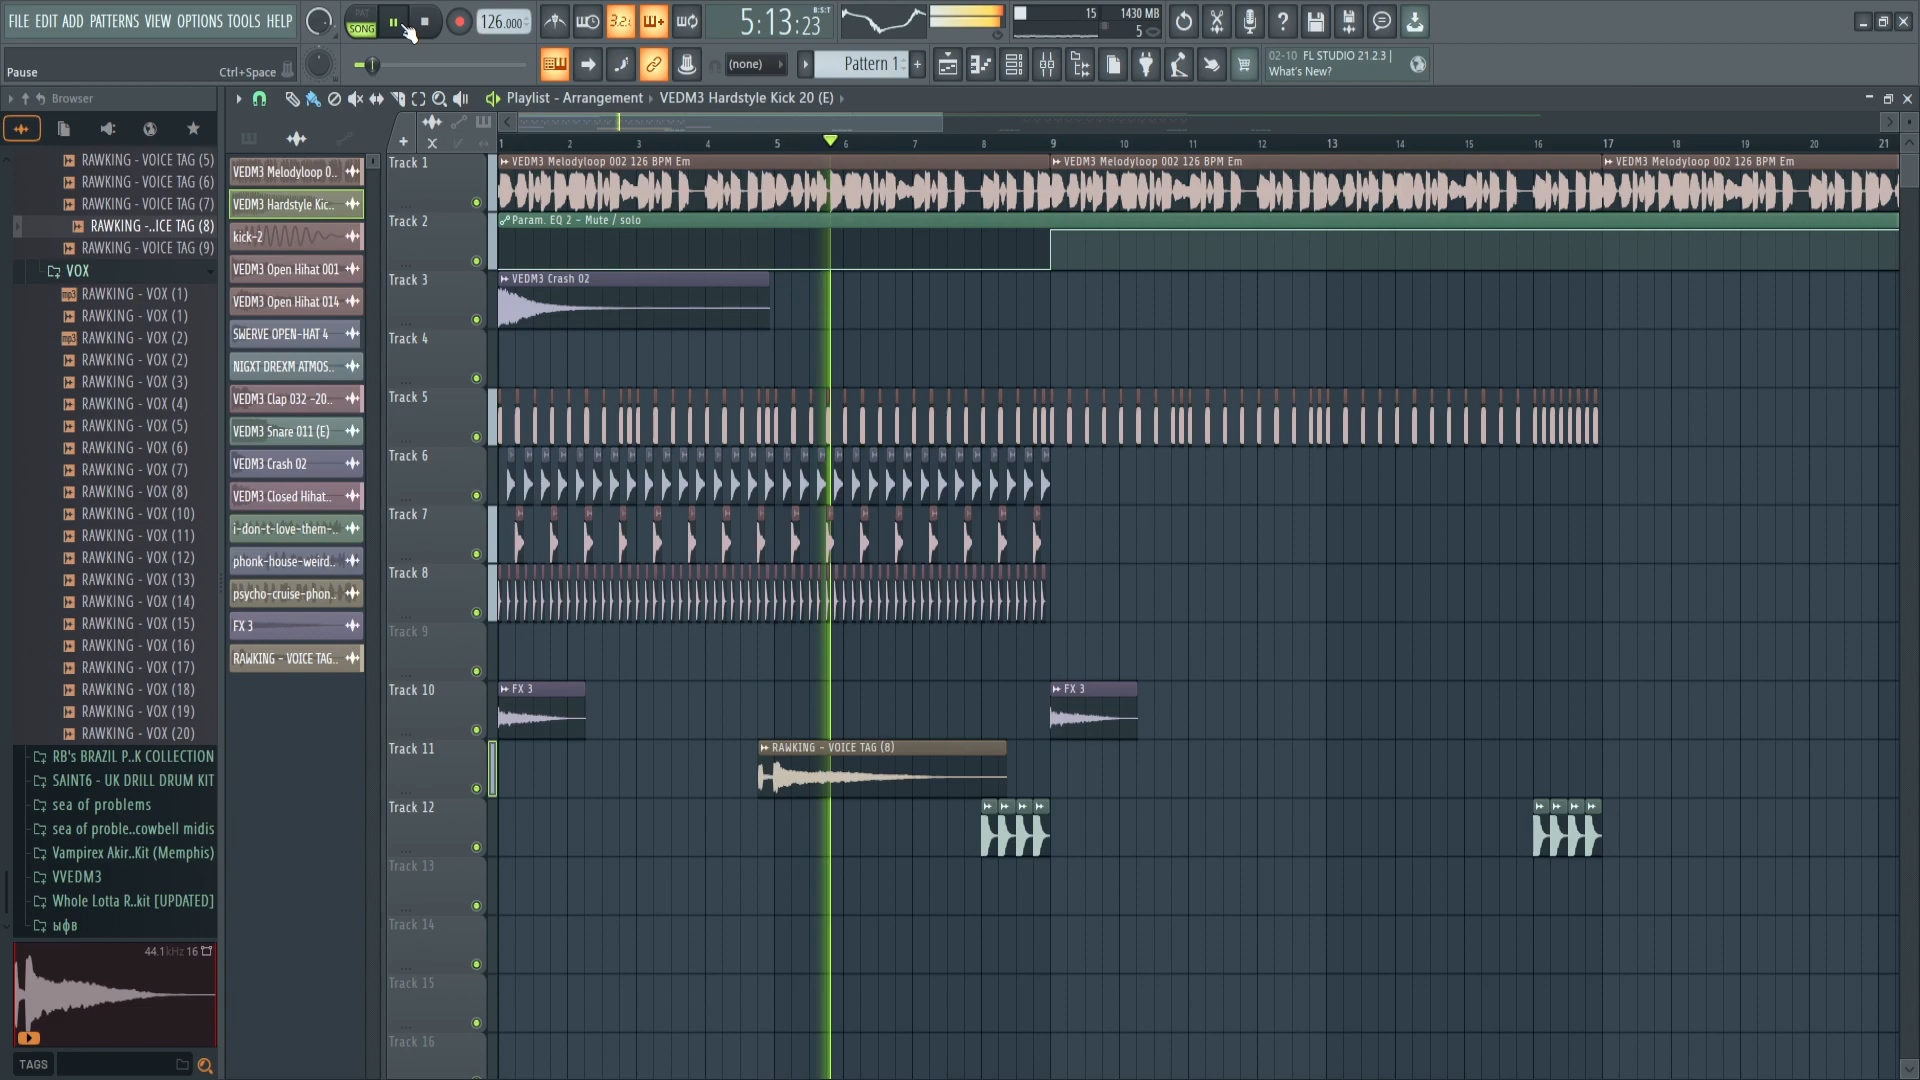 FILE EDIT ADD PATTERNS VIEW OPTIONS TOOLS HELP
PAT
SONG
126.000
3.2:
5:13:23
B:S:T
15
1430 MB
5
Pause
Ctrl+Space
(none)
Pattern 1
02-10 FL STUDIO 21.2.3 |
What's New?
Browser
Playlist - Arrangement
VEDM3 Hardstyle Kick 20 (E)
RAWKING - VOICE TAG (5)
RAWKING - VOICE TAG (6)
RAWKING - VOICE TAG (7)
RAWKING -..ICE TAG (8)
RAWKING - VOICE TAG (9)
VOX
mp3 RAWKING - VOX (1)
RAWKING - VOX (1)
mp3 RAWKING - VOX (2)
RAWKING - VOX (2)
RAWKING - VOX (3)
RAWKING - VOX (4)
RAWKING - VOX (5)
RAWKING - VOX (6)
RAWKING - VOX (7)
RAWKING - VOX (8)
RAWKING - VOX (10)
RAWKING - VOX (11)
RAWKING - VOX (12)
RAWKING - VOX (13)
RAWKING - VOX (14)
RAWKING - VOX (15)
RAWKING - VOX (16)
RAWKING - VOX (17)
RAWKING - VOX (18)
RAWKING - VOX (19)
RAWKING - VOX (20)
RB's BRAZIL P..K COLLECTION
SAINT6 - UK DRILL DRUM KIT
sea of problems
sea of proble..cowbell midis
Vampirex Akir..Kit (Memphis)
VVEDM3
Whole Lotta R..kit [UPDATED]
ыфв
44.1kHz 16
TAGS
VEDM3 Melodyloop 0..
VEDM3 Hardstyle Kic..
kick-2
VEDM3 Open Hihat 001
VEDM3 Open Hihat 014
SWERVE OPEN-HAT 4
NIGXT DREXM ATMOS..
VEDM3 Clap 032 -20..
VEDM3 Snare 011 (E)
VEDM3 Crash 02
VEDM3 Closed Hihat..
i-don-t-love-them-..
phonk-house-weird..
psycho-cruise-phon..
FX 3
RAWKING - VOICE TAG..
1 2 3 4 5 6 7 8 9 10 11 12 13 14 15 16 17 18 19 20 21
Track 1
VEDM3 Melodyloop 002 126 BPM Em
VEDM3 Melodyloop 002 126 BPM Em
VEDM3 Melodyloop 002 126 BPM Em
Track 2
Param. EQ 2 - Mute / solo
Track 3
VEDM3 Crash 02
Track 4
Track 5
Track 6
Track 7
Track 8
Track 9
Track 10
FX 3
FX 3
Track 11
RAWKING - VOICE TAG (8)
Track 12
Track 13
Track 14
Track 15
Track 16